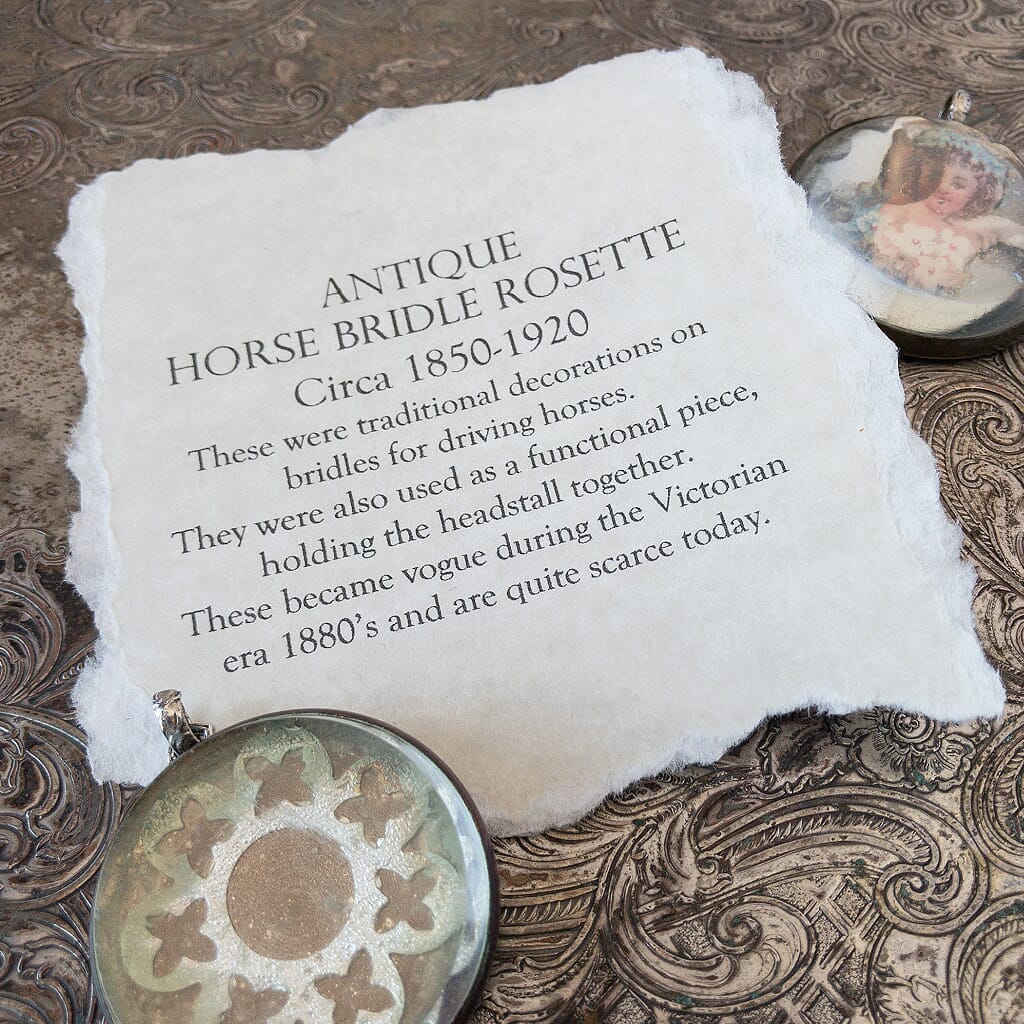 ANTIQUE
HORSE BRIDLE ROSETTE
Circa 1850-1920
These were traditional decorations on
bridles for driving horses.
They were also used as a functional piece,
holding the headstall together.
These became vogue during the Victorian
era 1880's and are quite scarce today.